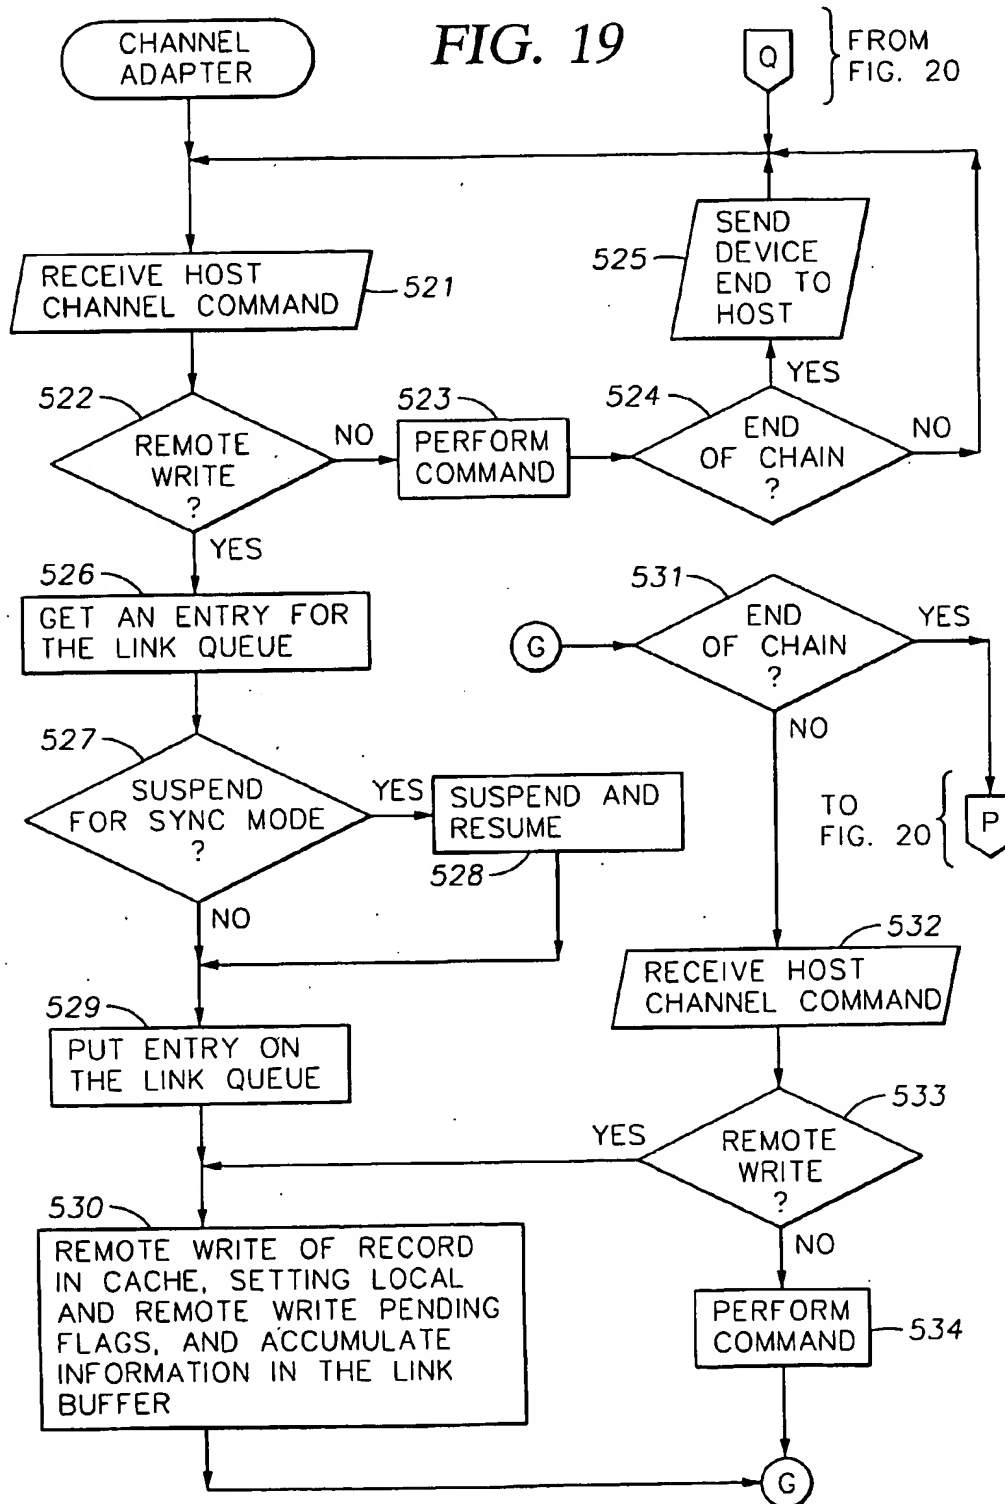 FIG. 19
CHANNEL
ADAPTER
Q
FROM
FIG. 20
RECEIVE HOST
CHANNEL COMMAND
521
SEND
DEVICE
END TO
HOST
525
522
REMOTE
WRITE
?
NO
YES
523
PERFORM
COMMAND
524
END
OF CHAIN
?
YES
NO
526
GET AN ENTRY FOR
THE LINK QUEUE
527
SUSPEND
FOR SYNC MODE
?
YES
NO
SUSPEND AND
RESUME
528
529
PUT ENTRY ON
THE LINK QUEUE
530
REMOTE WRITE OF RECORD
IN CACHE, SETTING LOCAL
AND REMOTE WRITE PENDING
FLAGS, AND ACCUMULATE
INFORMATION IN THE LINK
BUFFER
G
531
END
OF CHAIN
?
YES
NO
TO
FIG. 20
P
532
RECEIVE HOST
CHANNEL COMMAND
533
REMOTE
WRITE
?
YES
NO
PERFORM
COMMAND
534
G